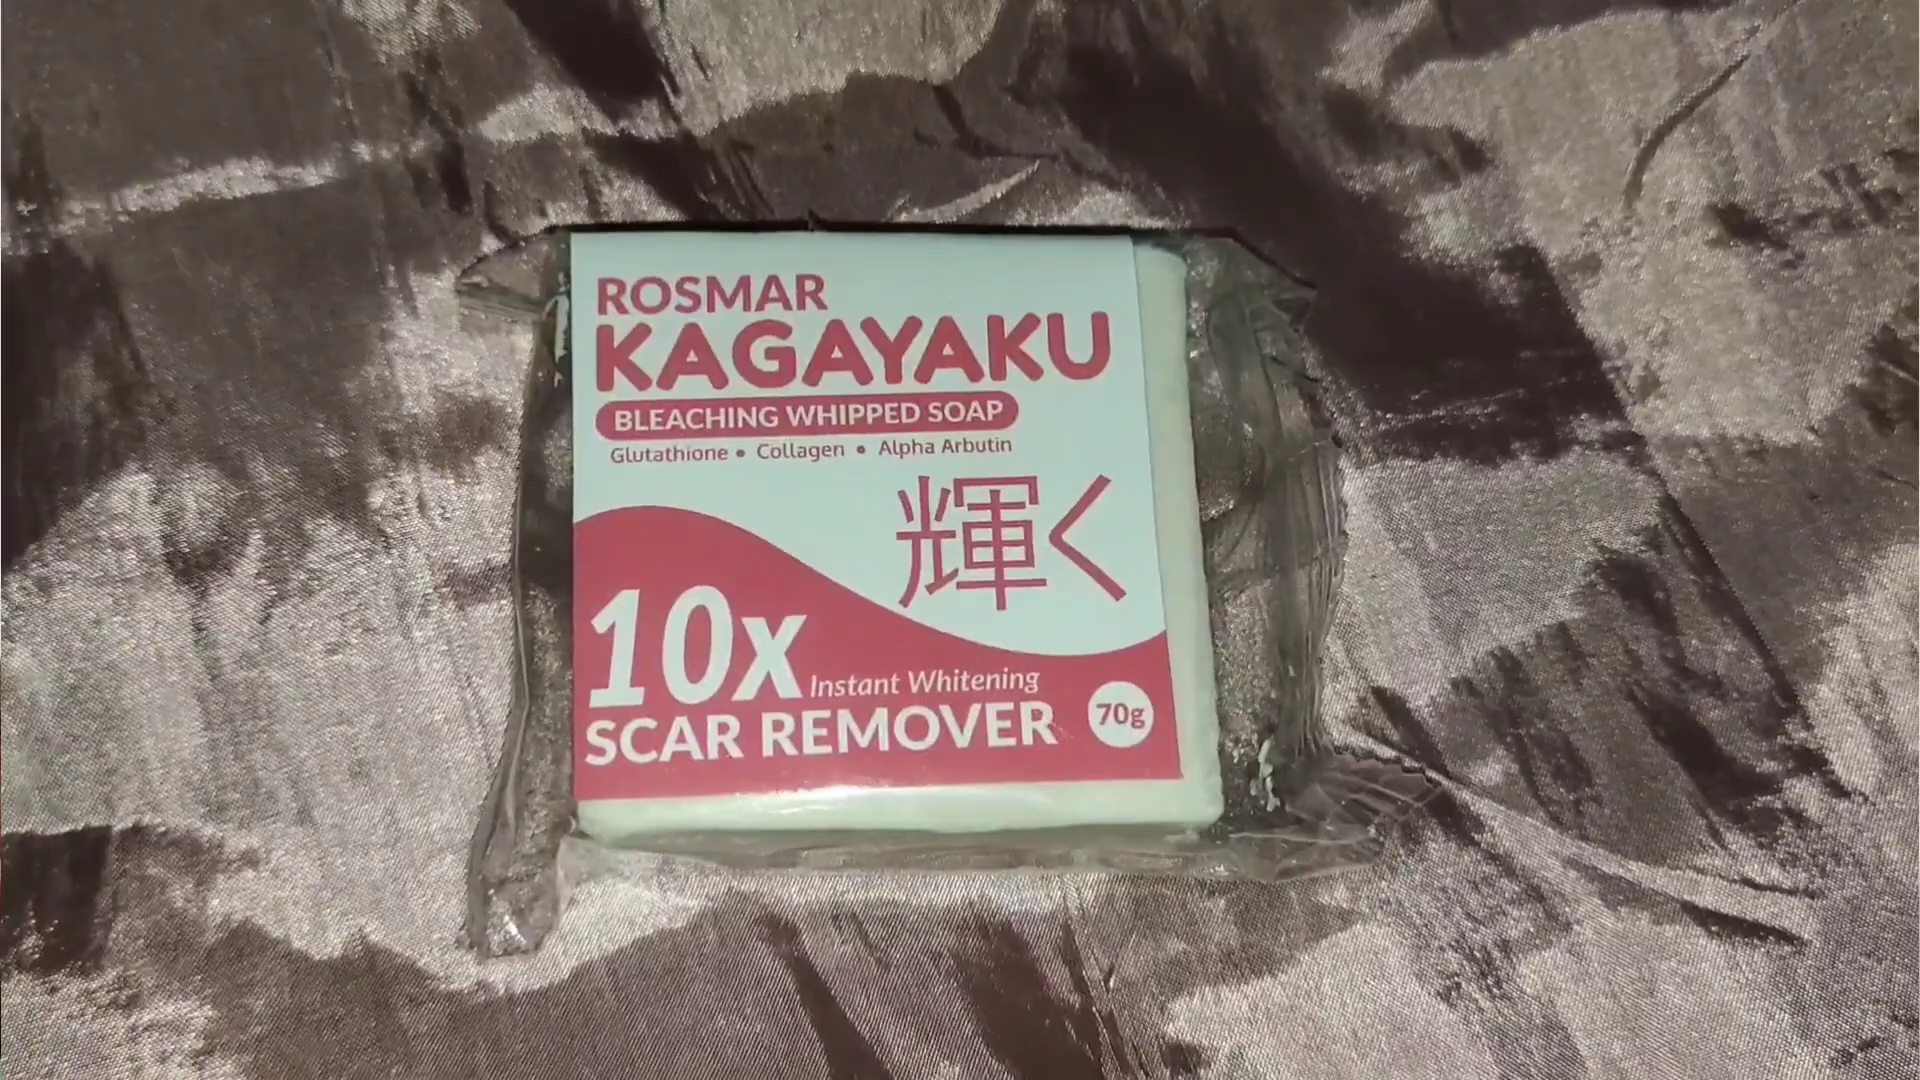 ROSMAR
KAGAYAKU
BLEACHING WHIPPED SOAP
Glutathione • Collagen • Alpha Arbutin
輝く
10x Instant Whitening
SCAR REMOVER
70g